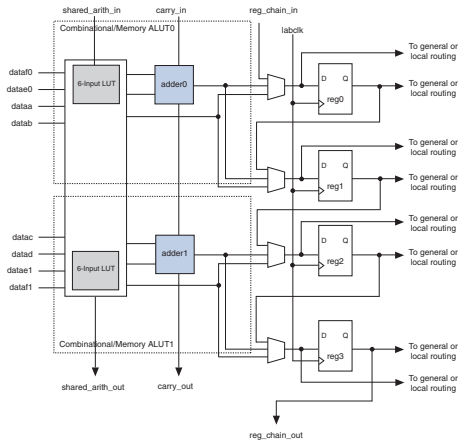 shared_arith_in
carry_in
reg_chain_in
labclk
Combinational/Memory ALUT0
dataf0
datae0
dataa
datab
6-Input LUT
adder0
D Q
reg0
To general or
local routing
To general or
local routing
D Q
reg1
To general or
local routing
To general or
local routing
datac
datad
datae1
dataf1
6-Input LUT
adder1
D Q
reg2
To general or
local routing
To general or
local routing
Combinational/Memory ALUT1
D Q
reg3
To general or
local routing
To general or
local routing
shared_arith_out
carry_out
reg_chain_out